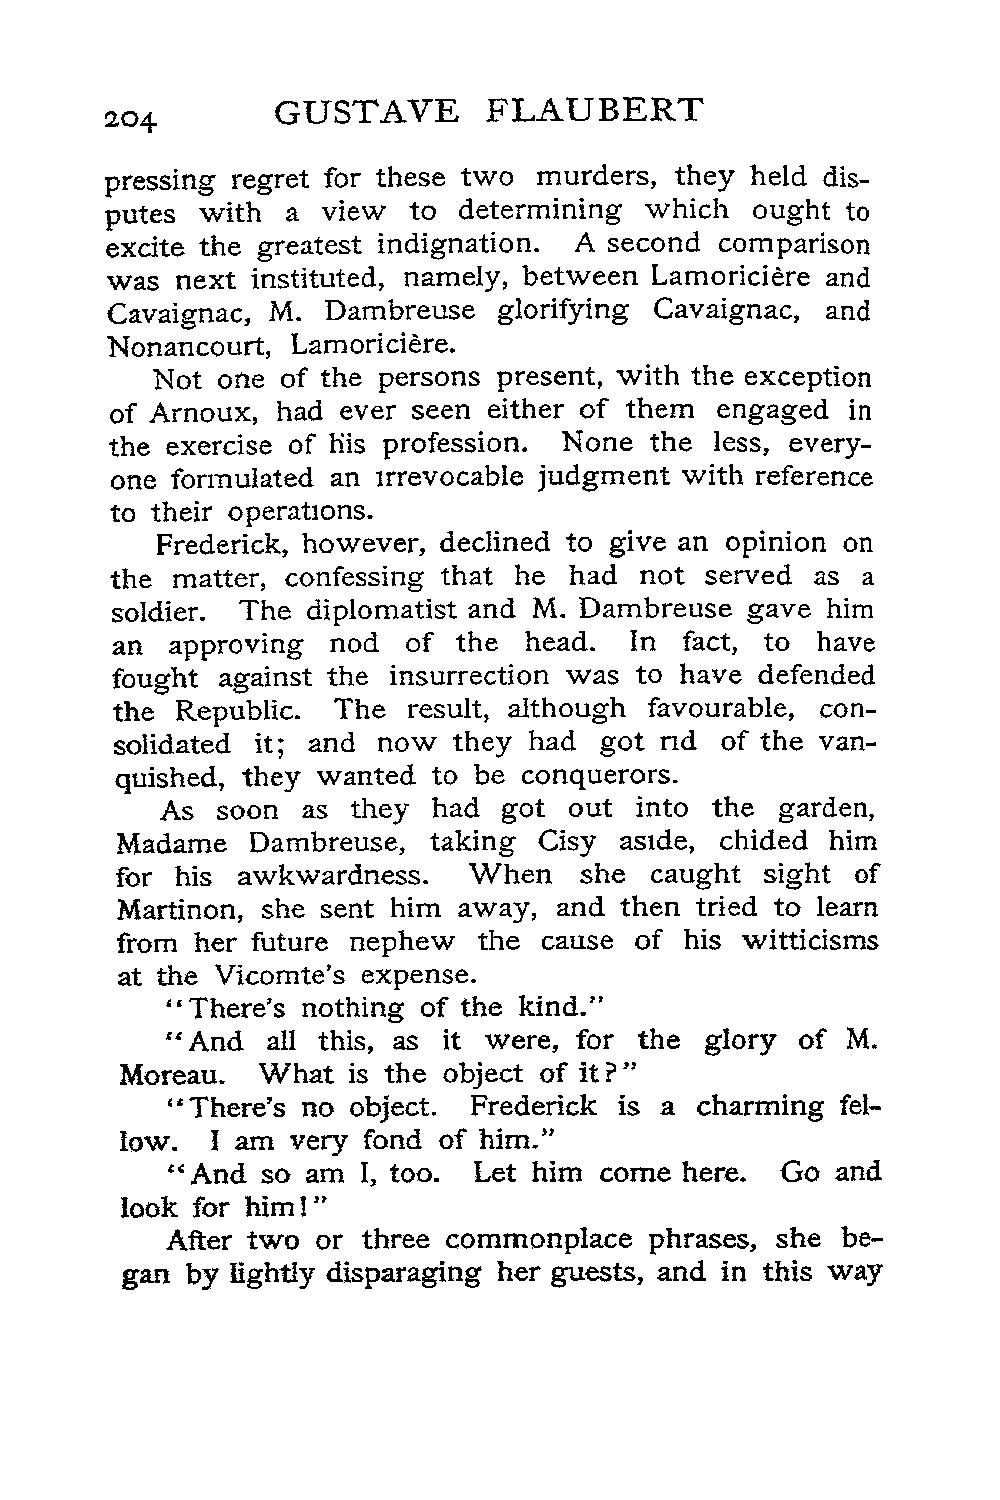 204 GUSTAVE FLAUBERT
pressing regret for these two murders, they held dis-
putes with a view to determining which ought to
excite the greatest indignation. A second comparison
was next instituted, namely, between Lamoricière and
Cavaignac, M. Dambreuse glorifying Cavaignac, and
Nonancourt, Lamoricière.
Not one of the persons present, with the exception
of Arnoux, had ever seen either of them engaged in
the exercise of his profession. None the less, every-
one formulated an irrevocable judgment with reference
to their operations.
Frederick, however, declined to give an opinion on
the matter, confessing that he had not served as a
soldier. The diplomatist and M. Dambreuse gave him
an approving nod of the head. In fact, to have
fought against the insurrection was to have defended
the Republic. The result, although favourable, con-
solidated it; and now they had got rid of the van-
quished, they wanted to be conquerors.
As soon as they had got out into the garden,
Madame Dambreuse, taking Cisy aside, chided him
for his awkwardness. When she caught sight of
Martinon, she sent him away, and then tried to learn
from her future nephew the cause of his witticisms
at the Vicomte's expense.
"There's nothing of the kind."
"And all this, as it were, for the glory of M.
Moreau. What is the object of it?"
"There's no object. Frederick is a charming fel-
low. I am very fond of him."
"And so am I, too. Let him come here. Go and
look for him!"
After two or three commonplace phrases, she be-
gan by lightly disparaging her guests, and in this way